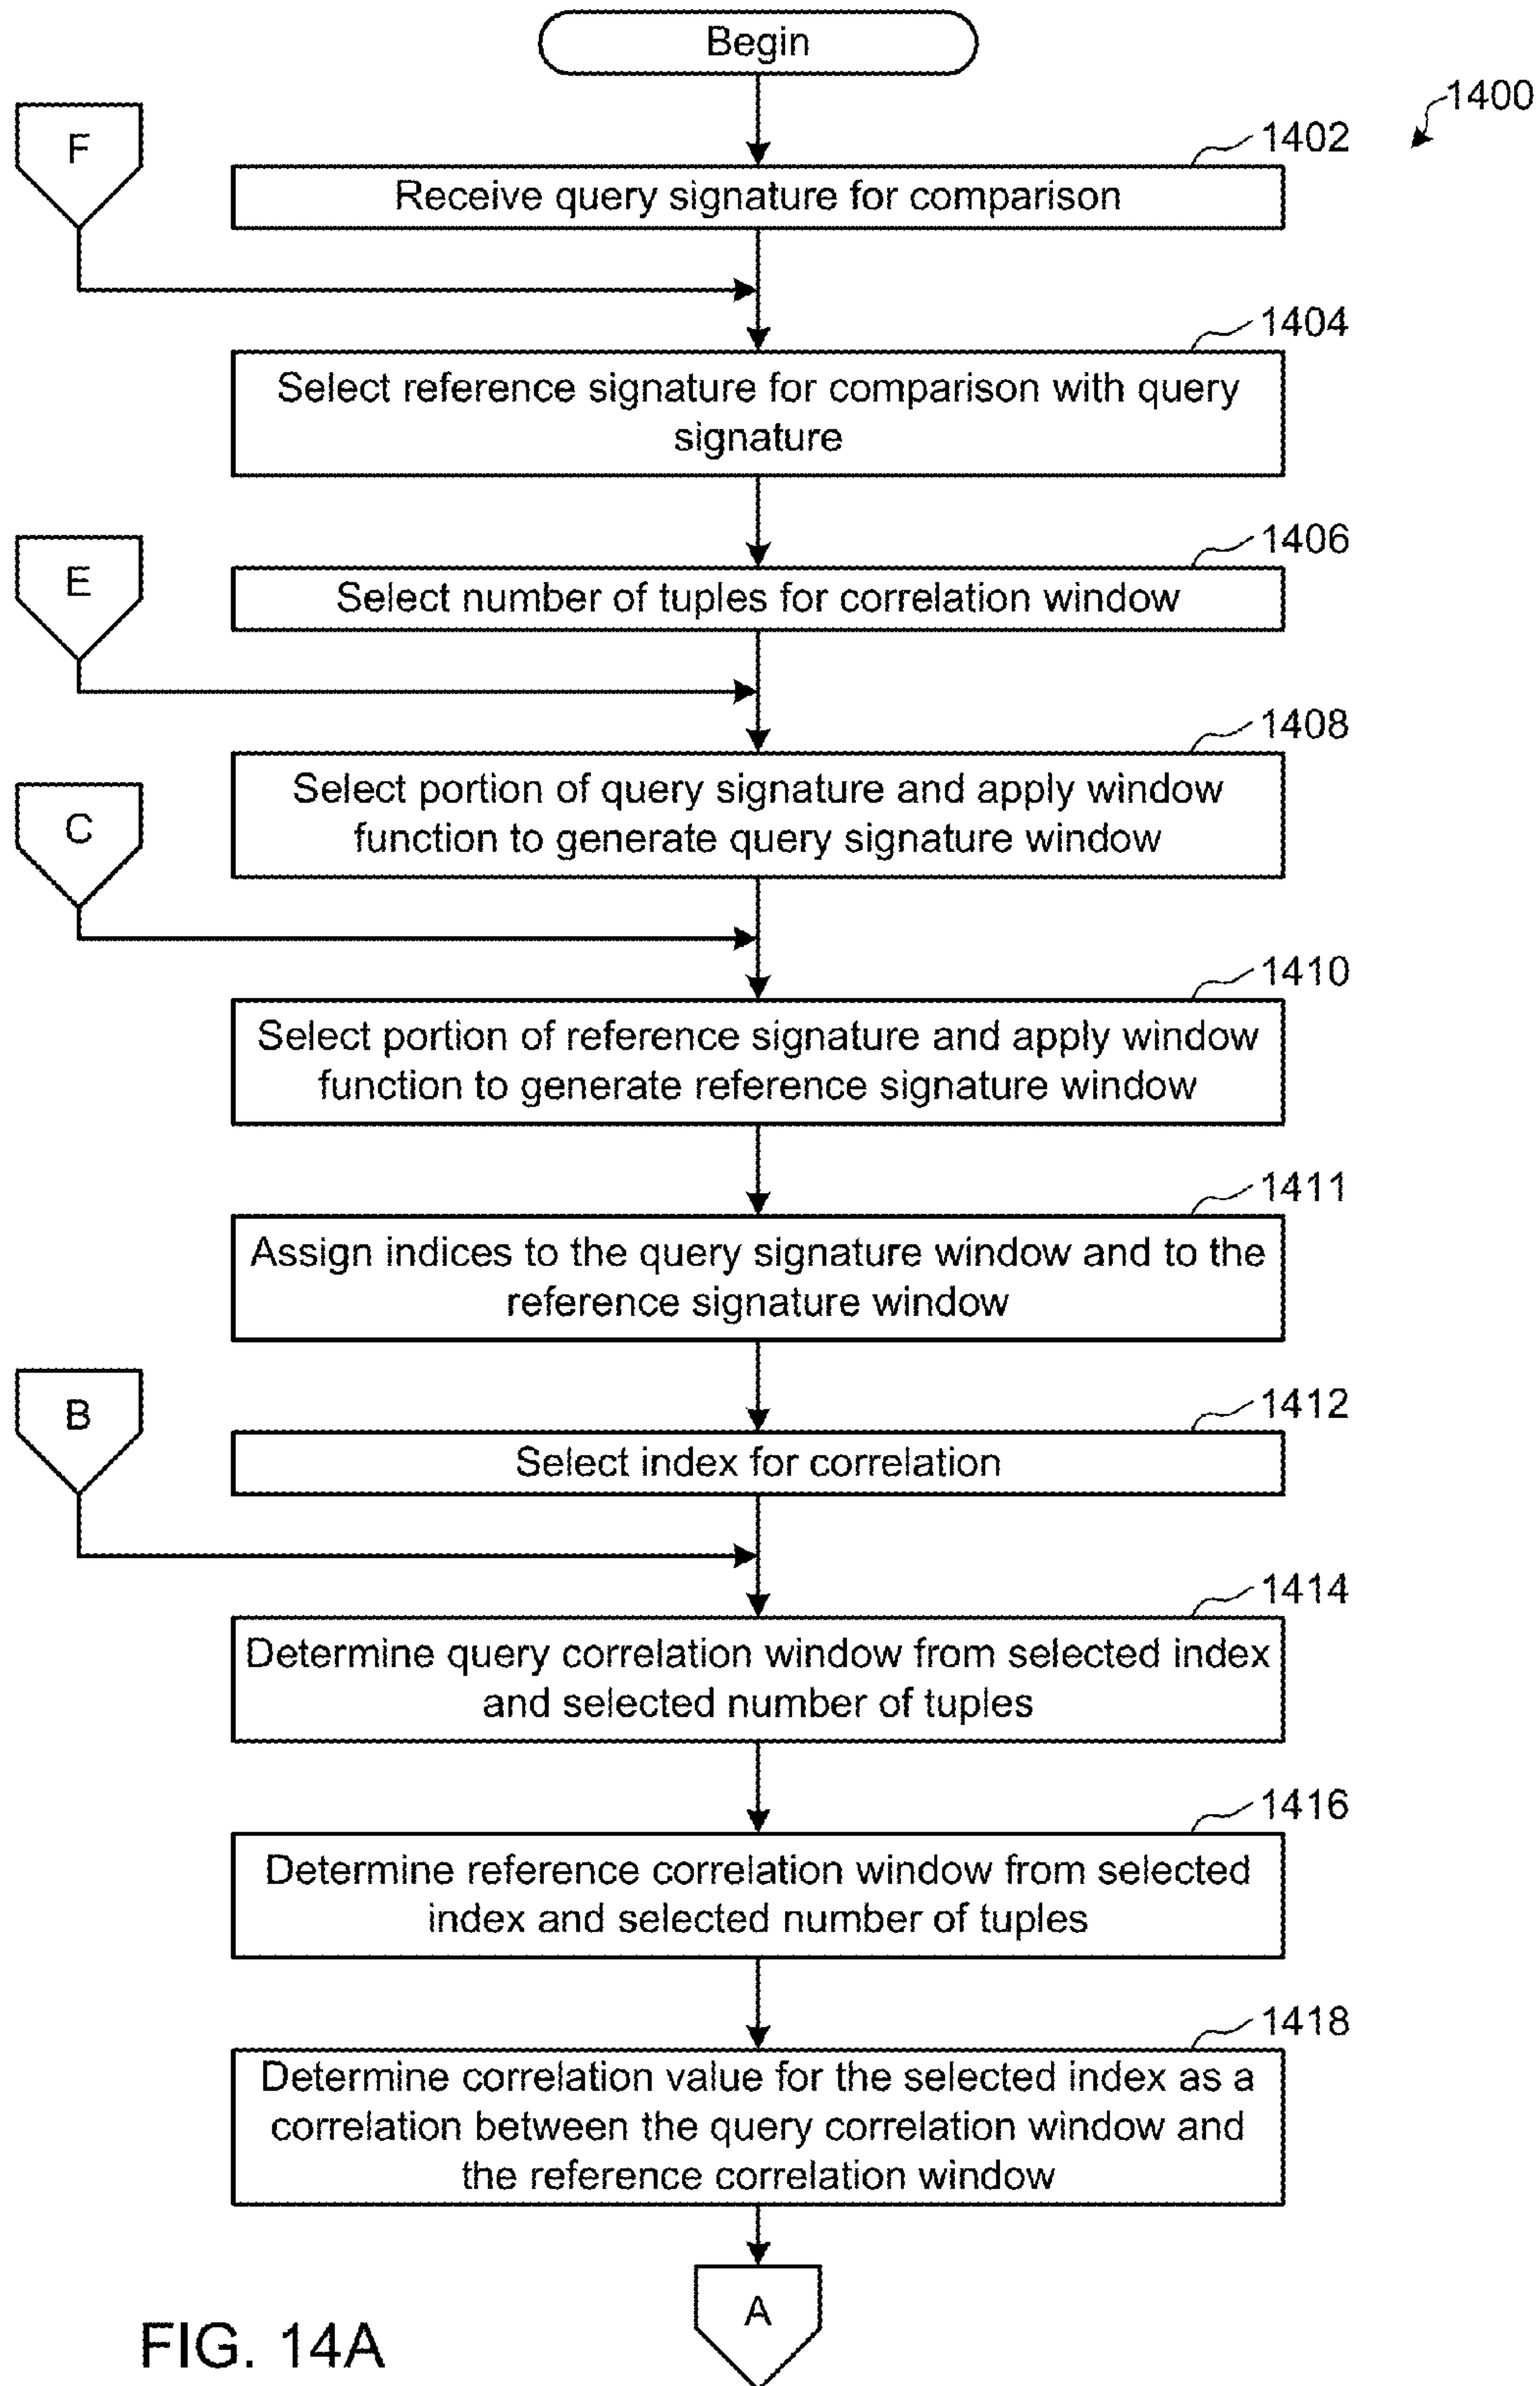 Begin
1400
F
1402
Receive query signature for comparison
1404
Select reference signature for comparison with query
signature
1406
E
Select number of tuples for correlation window
1408
Select portion of query signature and apply window
function to generate query signature window
C
1410
Select portion of reference signature and apply window
function to generate reference signature window
1411
Assign indices to the query signature window and to the
reference signature window
B
1412
Select index for correlation
1414
Determine query correlation window from selected index
and selected number of tuples
1416
Determine reference correlation window from selected
index and selected number of tuples
1418
Determine correlation value for the selected index as a
correlation between the query correlation window and
the reference correlation window
A
FIG. 14A